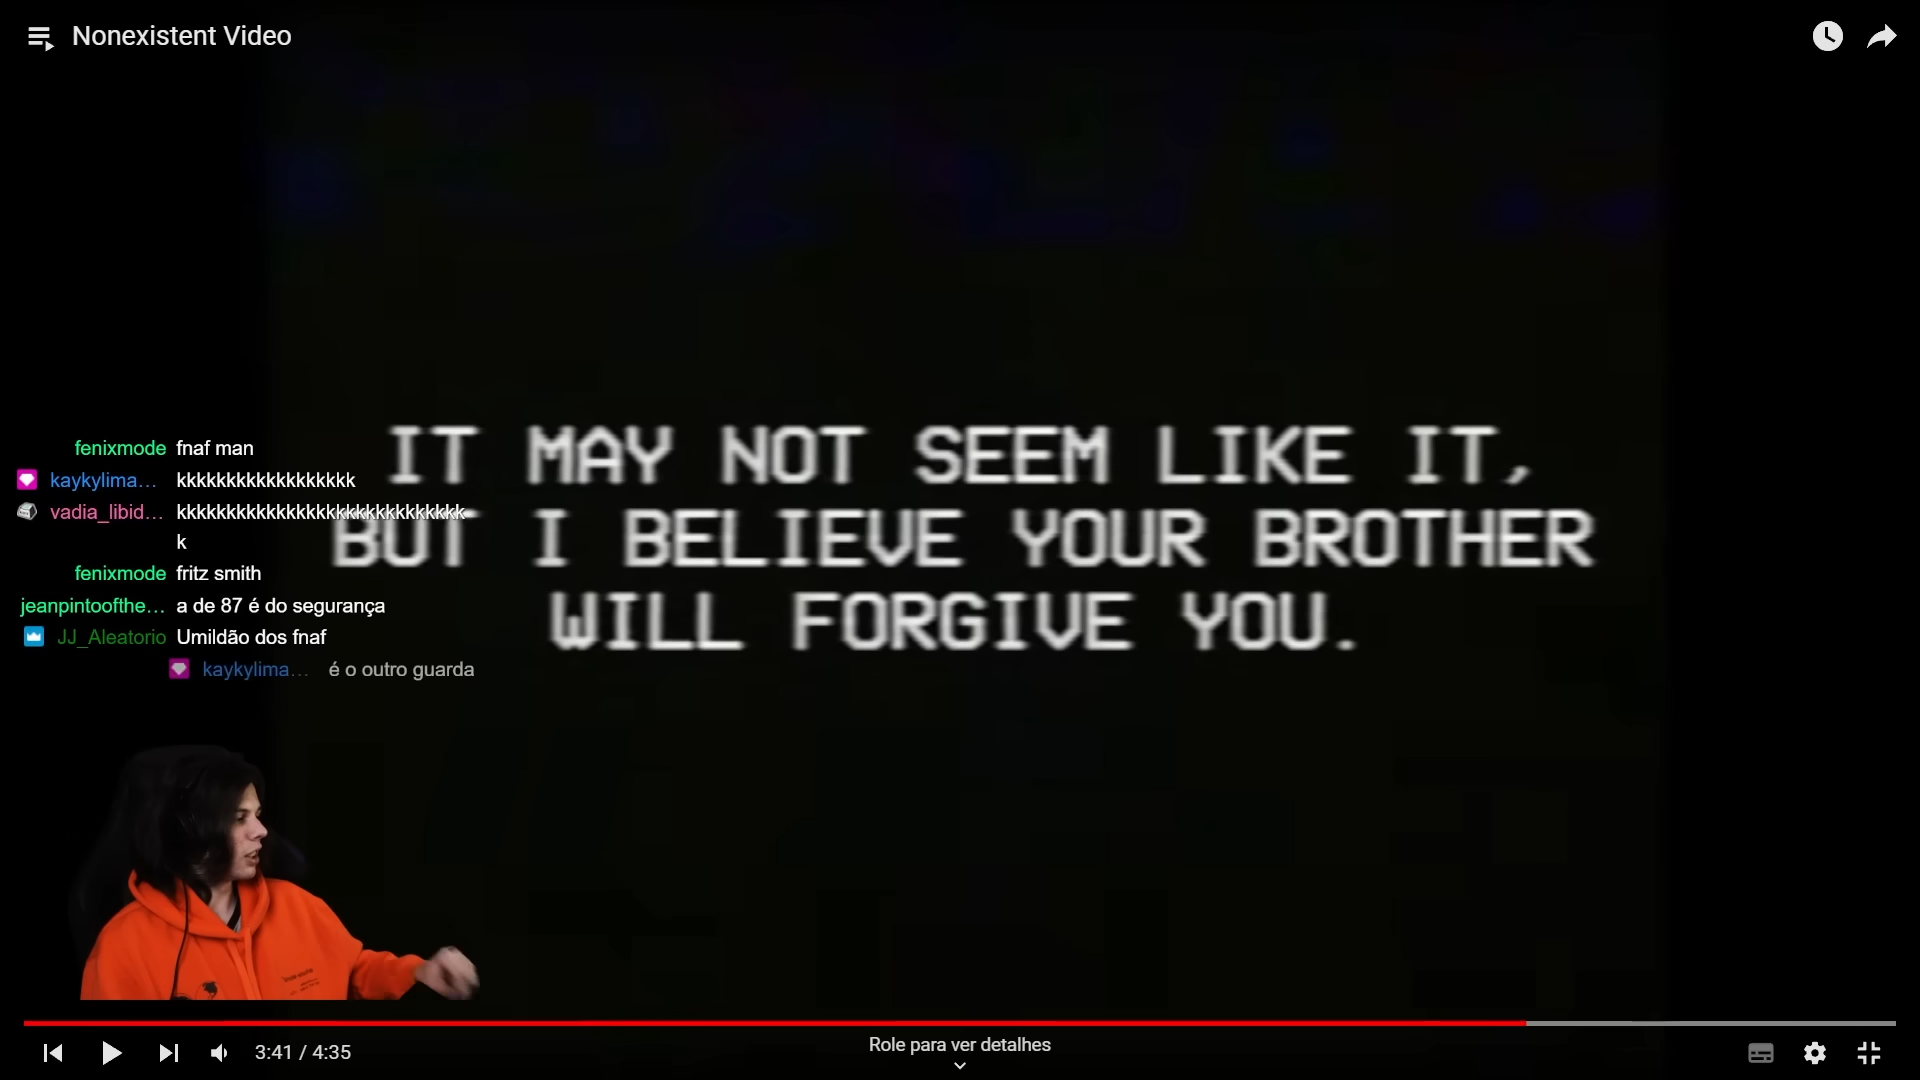 Nonexistent Video
IT MAY NOT SEEM LIKE IT,
BUT I BELIEVE YOUR BROTHER
WILL FORGIVE YOU.
fenixmode fnaf man
kaykylima... kkkkkkkkkkkkkkkkkk
vadia_libid... kkkkkkkkkkkkkkkkkkkkkkkkkkkkk
k
fenixmode fritz smith
jeanpintoofthe... a de 87 é do segurança
JJ_Aleatorio Umildão dos fnaf
kaykylima... é o outro guarda
3:41 / 4:35
Role para ver detalhes